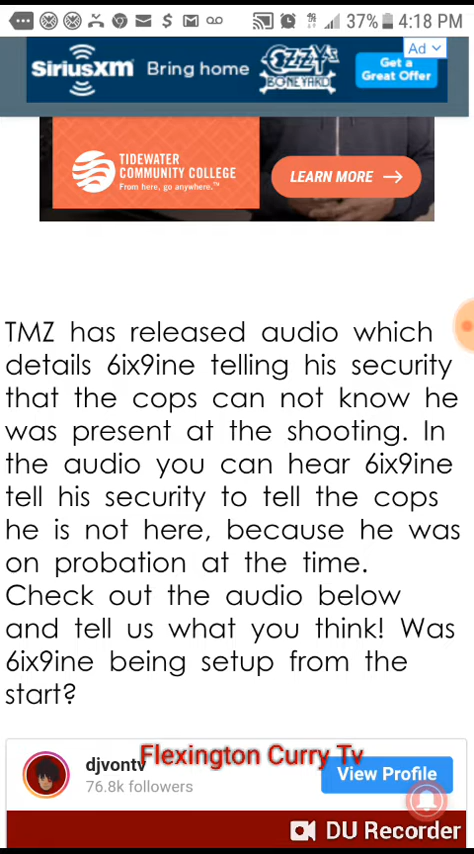 37% 4:18 PM
Ad
SiriusXm Bring home OZZY's BONEYARD
Get a
Great Offer
TIDEWATER
COMMUNITY COLLEGE
From here, go anywhere.™
LEARN MORE →
TMZ has released audio which
details 6ix9ine telling his security
that the cops can not know he
was present at the shooting. In
the audio you can hear 6ix9ine
tell his security to tell the cops
he is not here, because he was
on probation at the time.
Check out the audio below
and tell us what you think! Was
6ix9ine being setup from the
start?
Flexington Curry Tv
djvontv
View Profile
76.8k followers
DU Recorder